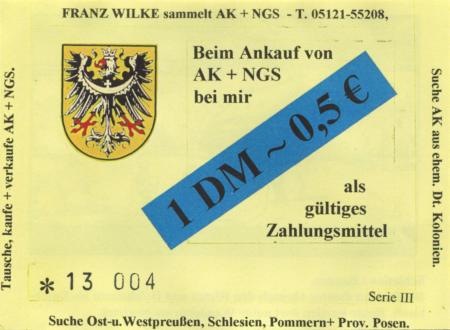 FRANZ WILKE sammelt AK + NGS - T. 05121-55208,
Beim Ankauf von
AK + NGS
bei mir
1 DM ~ 0,5 €
als
gültiges
Zahlungsmittel
* 13 004
Serie III
Suche Ost-u.Westpreußen, Schlesien, Pommern+ Prov. Posen.
Tausche, kaufe + verkaufe AK + NGS.
Suche AK aus ehem. Dt. Kolonien.